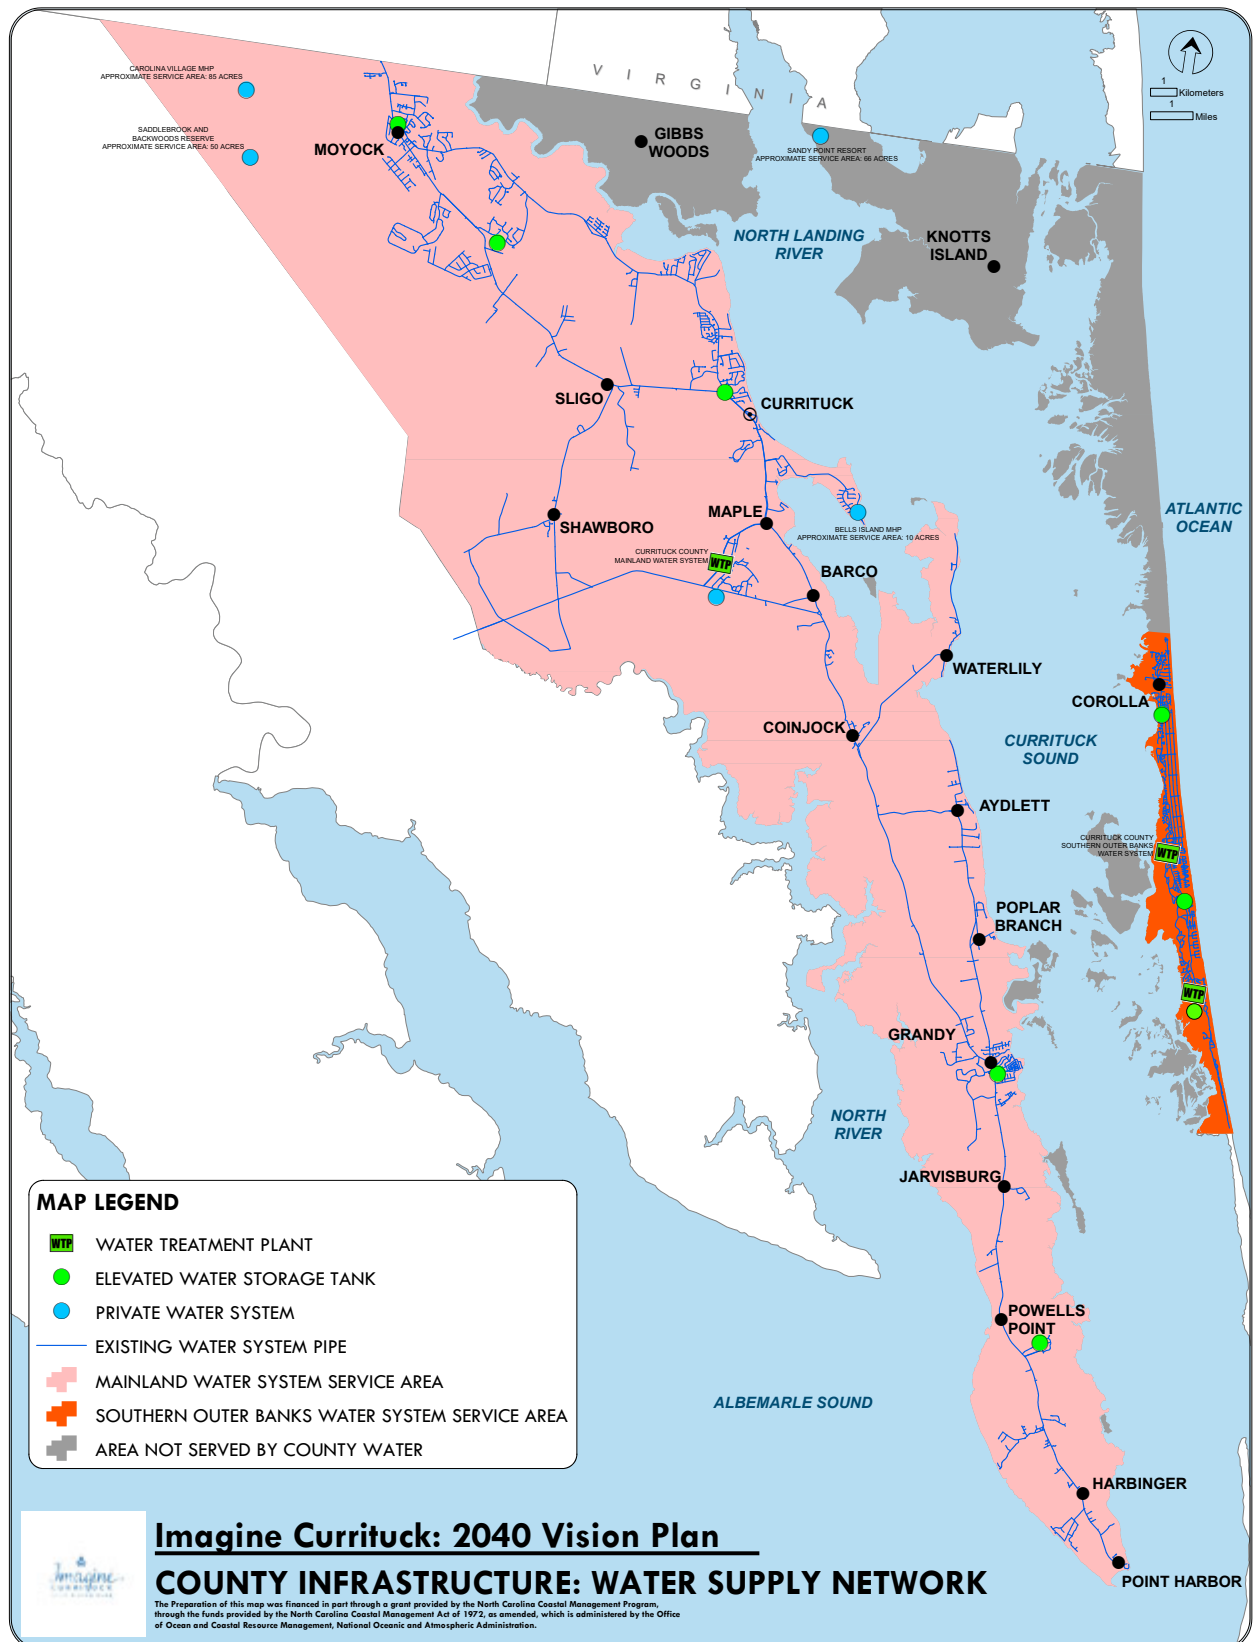 CAROLINA VILLAGE MHP
APPROXIMATE SERVICE AREA: 85 ACRES
SADDLEBROOK AND
BACKWOODS RESERVE
APPROXIMATE SERVICE AREA: 50 ACRES
MOYOCK
VIRGINIA
GIBBS
WOODS
SANDY POINT RESORT
APPROXIMATE SERVICE AREA: 66 ACRES
1
Kilometers
1
Miles
NORTH LANDING
RIVER
KNOTTS
ISLAND
SLIGO
CURRITUCK
SHAWBORO
MAPLE
BELLS ISLAND MHP
APPROXIMATE SERVICE AREA: 10 ACRES
ATLANTIC
OCEAN
CURRITUCK COUNTY
MAINLAND WATER SYSTEM
WTP
BARCO
WATERLILY
COROLLA
COINJOCK
CURRITUCK
SOUND
AYDLETT
CURRITUCK COUNTY
SOUTHERN OUTER BANKS
WATER SYSTEM
WTP
POPLAR
BRANCH
WTP
GRANDY
NORTH
RIVER
JARVISBURG
POWELLS
POINT
ALBEMARLE SOUND
HARBINGER
POINT HARBOR
MAP LEGEND
WTP WATER TREATMENT PLANT
ELEVATED WATER STORAGE TANK
PRIVATE WATER SYSTEM
EXISTING WATER SYSTEM PIPE
MAINLAND WATER SYSTEM SERVICE AREA
SOUTHERN OUTER BANKS WATER SYSTEM SERVICE AREA
AREA NOT SERVED BY COUNTY WATER
Imagine
CURRITUCK
Imagine Currituck: 2040 Vision Plan
COUNTY INFRASTRUCTURE: WATER SUPPLY NETWORK
The Preparation of this map was financed in part through a grant provided by the North Carolina Coastal Management Program,
through the funds provided by the North Carolina Coastal Management Act of 1972, as amended, which is administered by the Office
of Ocean and Coastal Resource Management, National Oceanic and Atmospheric Administration.